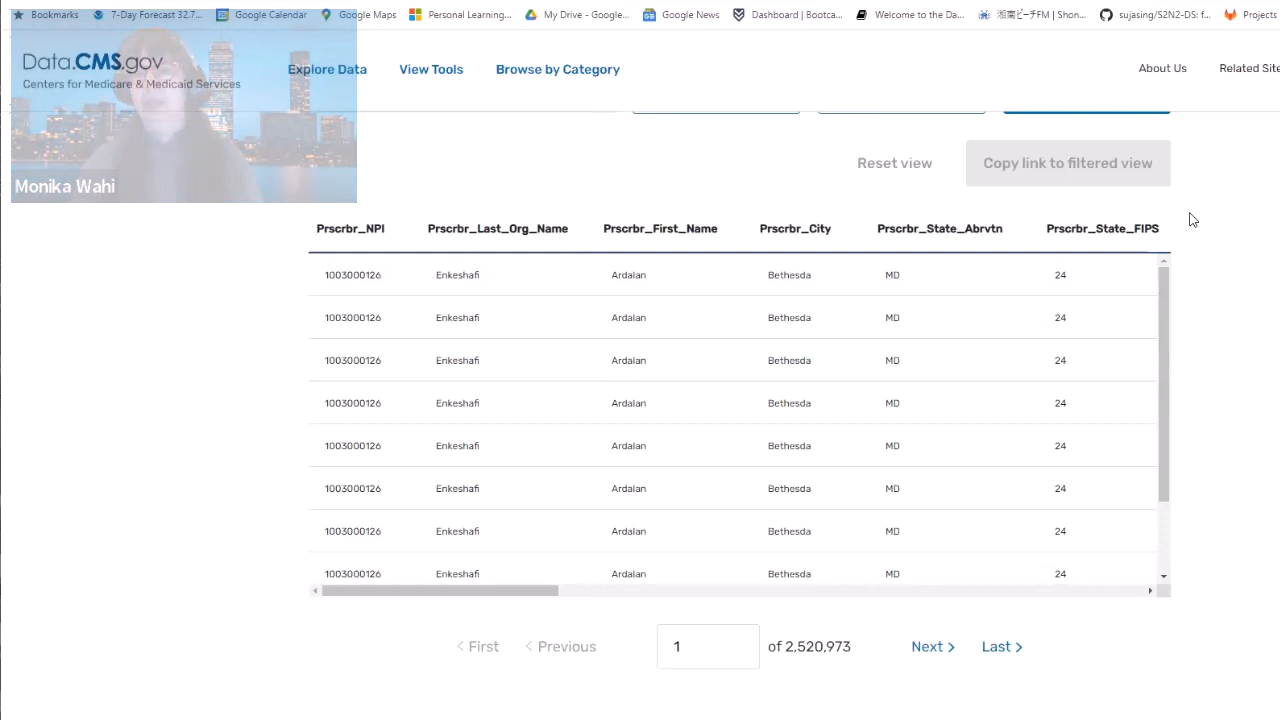 Bookmarks 7-Day Forecast 32.7... Google Calendar Google Maps Personal Learning... My Drive - Google... Google News Dashboard | Bootca... Welcome to the Da... 湘南ビーチFM | Shon... sujasing/S2N2-DS: f... Projects
Data.CMS.gov
Centers for Medicare & Medicaid Services
Explore Data View Tools Browse by Category About Us Related Site
Monika Wahi
Reset view Copy link to filtered view
Prscrbr_NPI Prscrbr_Last_Org_Name Prscrbr_First_Name Prscrbr_City Prscrbr_State_Abrvtn Prscrbr_State_FIPS
1003000126 Enkeshafi Ardalan Bethesda MD 24
1003000126 Enkeshafi Ardalan Bethesda MD 24
1003000126 Enkeshafi Ardalan Bethesda MD 24
1003000126 Enkeshafi Ardalan Bethesda MD 24
1003000126 Enkeshafi Ardalan Bethesda MD 24
1003000126 Enkeshafi Ardalan Bethesda MD 24
1003000126 Enkeshafi Ardalan Bethesda MD 24
1003000126 Enkeshafi Ardalan Bethesda MD 24
First Previous 1 of 2,520,973 Next Last